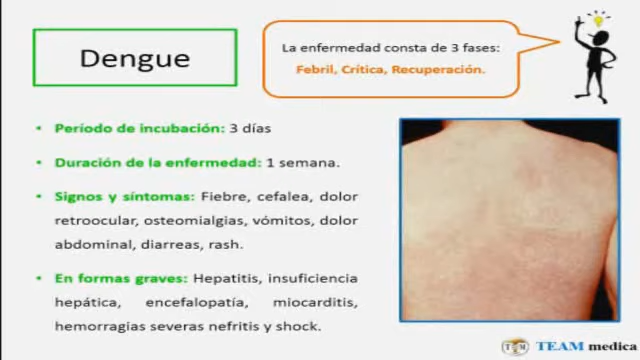 Dengue
La enfermedad consta de 3 fases:
Febril, Crítica, Recuperación.
• Período de incubación: 3 días
• Duración de la enfermedad: 1 semana.
• Signos y síntomas: Fiebre, cefalea, dolor
retroocular, osteomialgias, vómitos, dolor
abdominal, diarreas, rash.
• En formas graves: Hepatitis, insuficiencia
hepática, encefalopatía, miocarditis,
hemorragias severas nefritis y shock.
TEAM medica